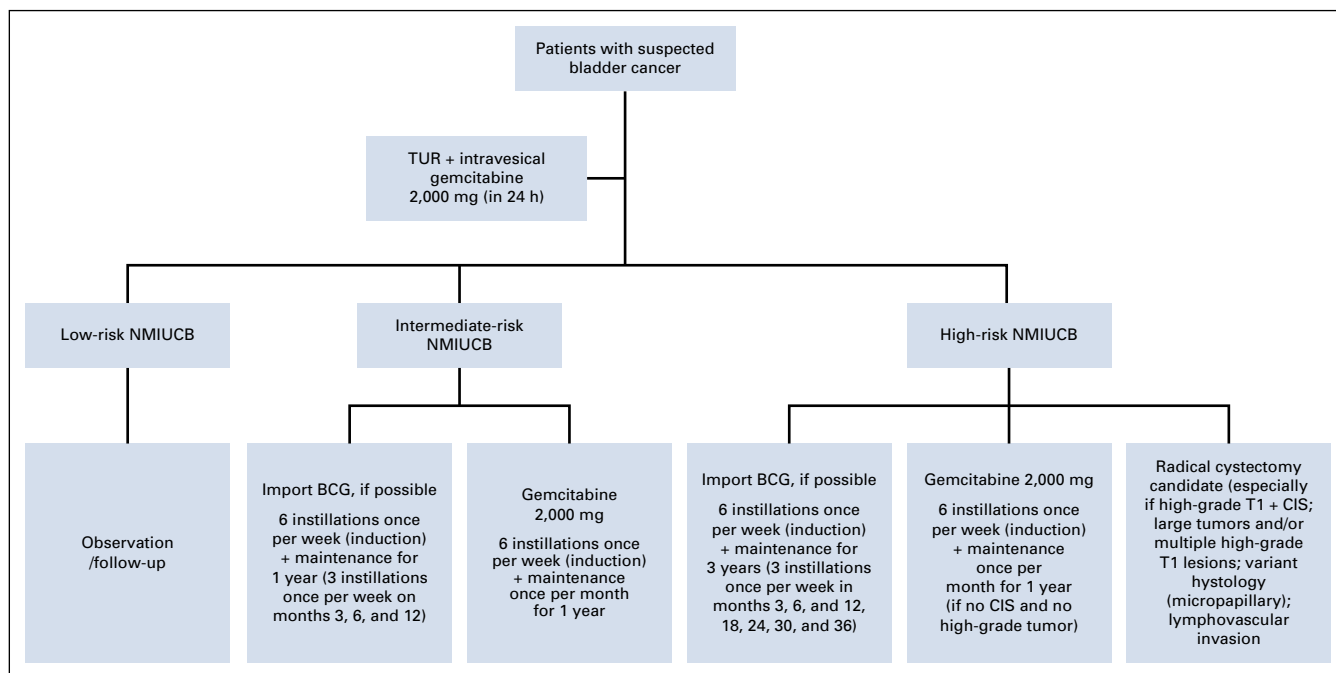 Patients with suspected
bladder cancer
TUR + intravesical
gemcitabine
2,000 mg (in 24 h)
Low-risk NMIUCB
Intermediate-risk
NMIUCB
High-risk NMIUCB
Observation
/follow-up
Import BCG, if possible
6 instillations once
per week (induction)
+ maintenance for
1 year (3 instillations
once per week on
months 3, 6, and 12)
Gemcitabine
2,000 mg
6 instillations once
per week (induction)
+ maintenance
once per month
for 1 year
Import BCG, if possible
6 instillations once
per week (induction)
+ maintenance for
3 years (3 instillations
once per week in
months 3, 6, and 12,
18, 24, 30, and 36)
Gemcitabine 2,000 mg
6 instillations once
per week (induction)
+ maintenance
once per
month for 1 year
(if no CIS and no
high-grade tumor)
Radical cystectomy
candidate (especially
if high-grade T1 + CIS;
large tumors and/or
multiple high-grade
T1 lesions; variant
hystology
(micropapillary);
lymphovascular
invasion